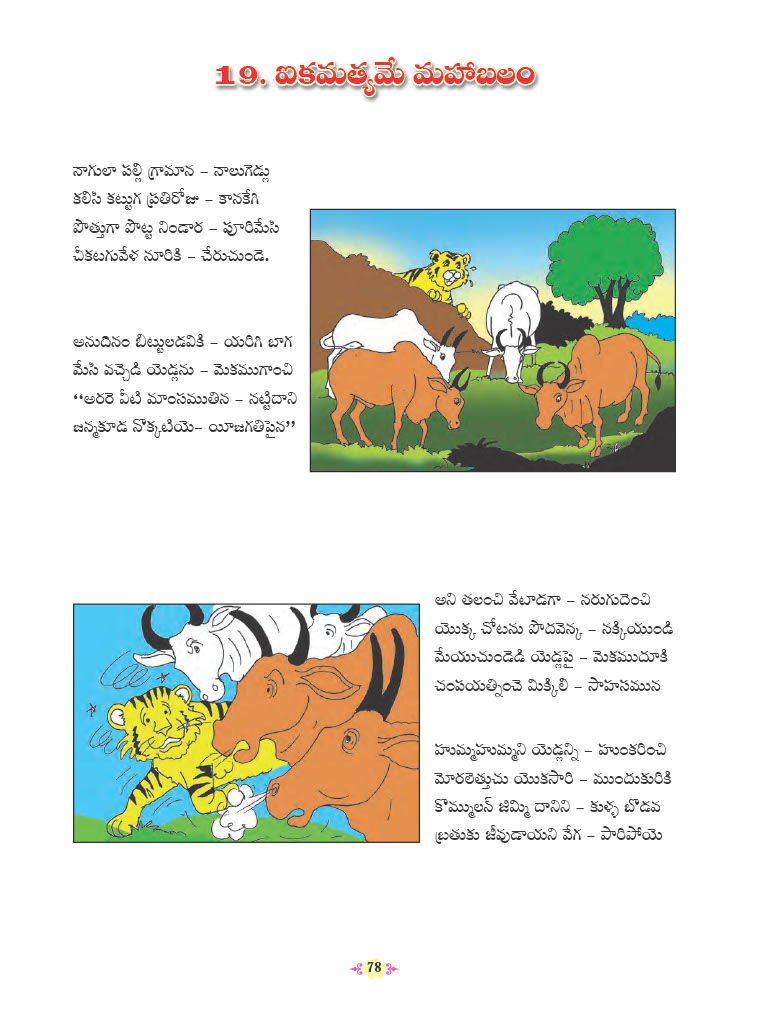 19. ఐకమత్యమే మహాబలం
నాగులా పల్లి గ్రామాన – నాలుగెడ్లు
కలిసి కట్టుగ ప్రతిరోజు – కానకేగి
పొత్తుగా పొట్ట నిండార – పూరిమేసి
చీకటగువేళ నూరికి – చేరుచుండె.
అనుదినం బిట్టులడవికి – యరిగి బాగ
మేసి వచ్చెడి యెడ్లను – మెకముగాంచి
“అరరె వీటి మాంసముతిన – నట్టిదాని
జన్మకూడ నొక్కటియె– యీజగతిపైన”
అని తలంచి వేటాడగా – నరుగుదెంచి
యొక్క చోటను పొదవెన్క – నక్కియుండి
మేయుచుండెడి యెడ్లపై – మెకముదూకి
చంపయత్నించె మిక్కిలి – సాహసమున
హుమ్మహుమ్మని యెడ్లన్ని – హుంకరించి
మోరలెత్తుచు యొకసారి – ముందుకురికి
కొమ్ములన్ జిమ్మి దానిని – కుళ్ళ బొడవ
బ్రతుకు జీవుడాయని వేగ – పారిపోయె
78